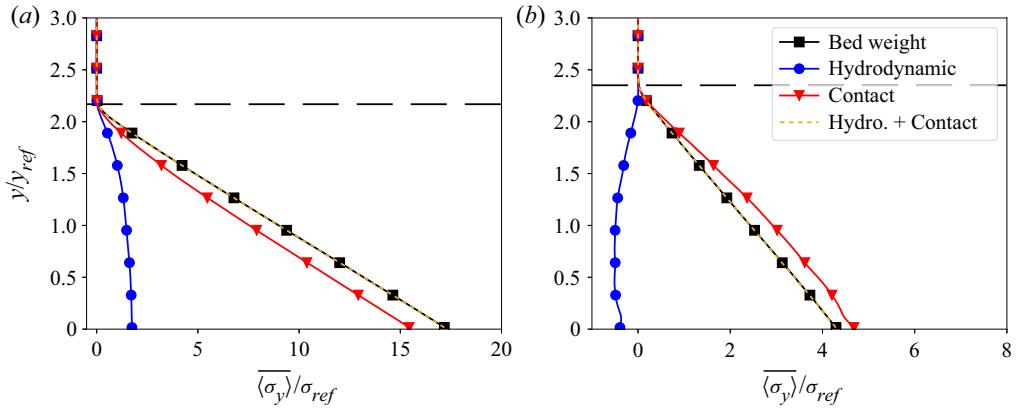 (a)
3.0
2.5
2.0
1.5
1.0
0.5
0
y/y_ref
0 5 10 15 20
⟨σ_y⟩/σ_ref
(b)
3.0
2.5
2.0
1.5
1.0
0.5
0
Bed weight
Hydrodynamic
Contact
Hydro. + Contact
0 2 4 6 8
⟨σ_y⟩/σ_ref